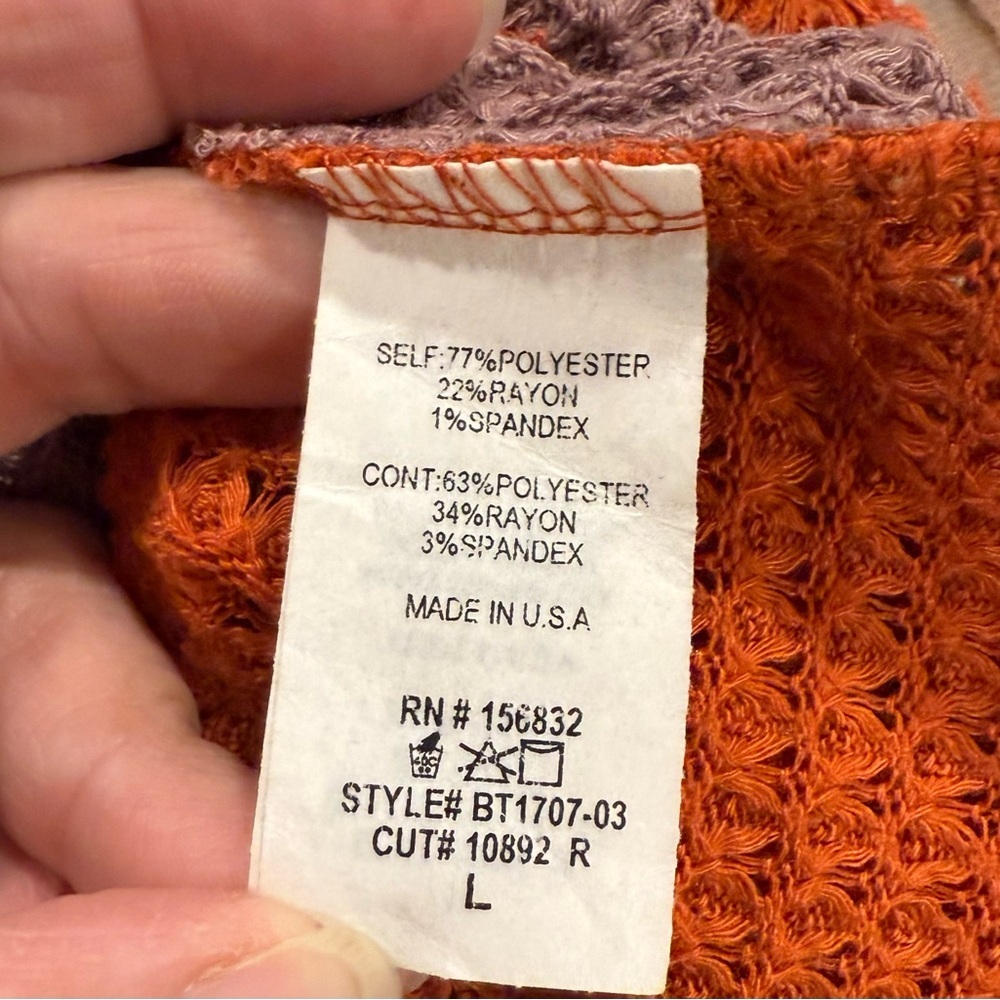 SELF:77%POLYESTER
22%RAYON
1%SPANDEX
CONT:63%POLYESTER
34%RAYON
3%SPANDEX
MADE IN U.S.A
RN # 156832
STYLE# BT1707-03
CUT# 10892 R
L